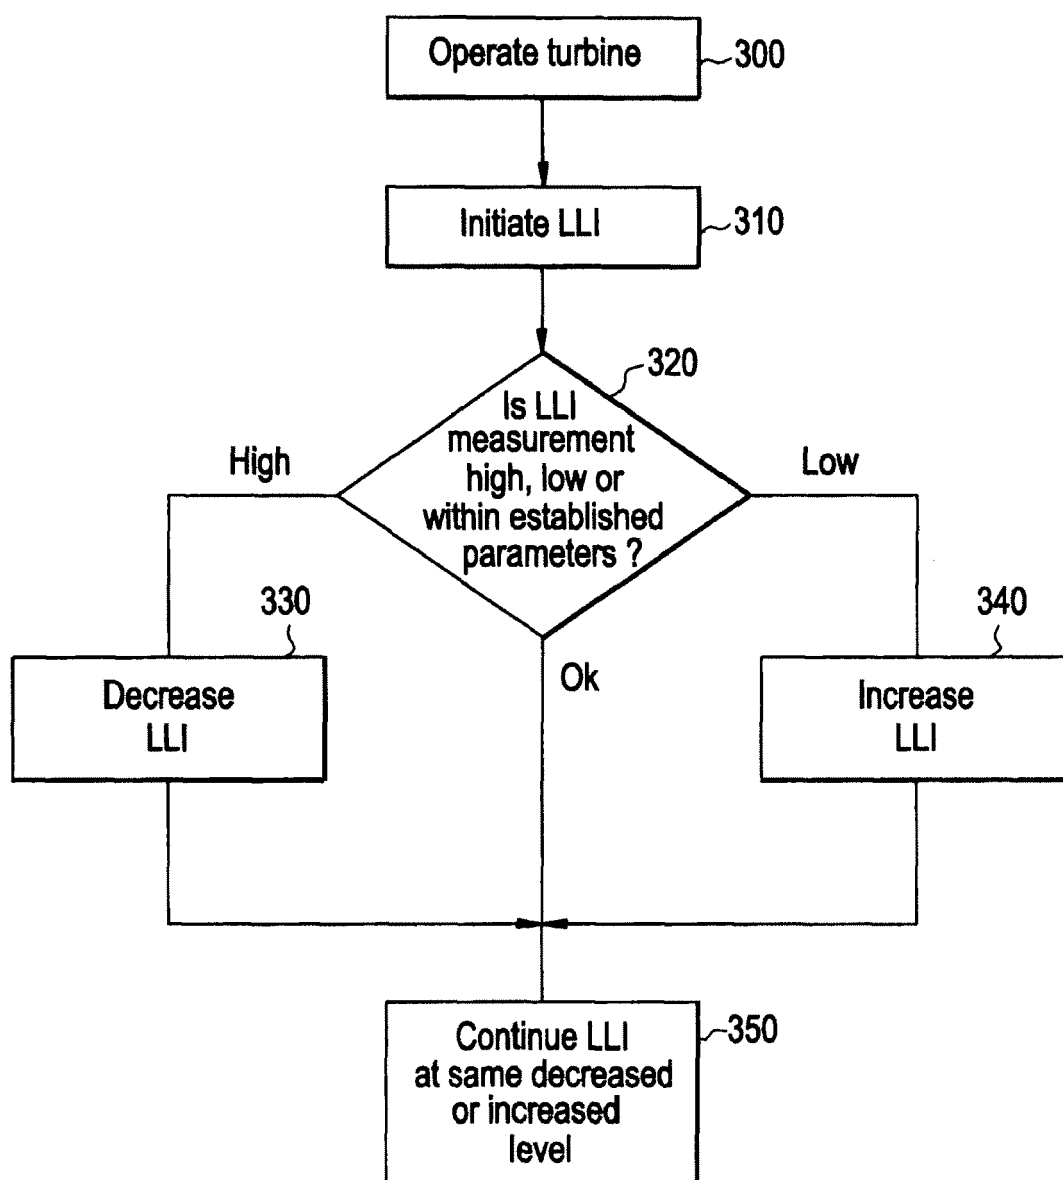 Operate turbine
300
Initiate LLI
310
320
Is LLI
measurement
high, low or
within established
parameters ?
High
Low
330
340
Ok
Decrease
LLI
Increase
LLI
Continue LLI
at same decreased
or increased
level
350